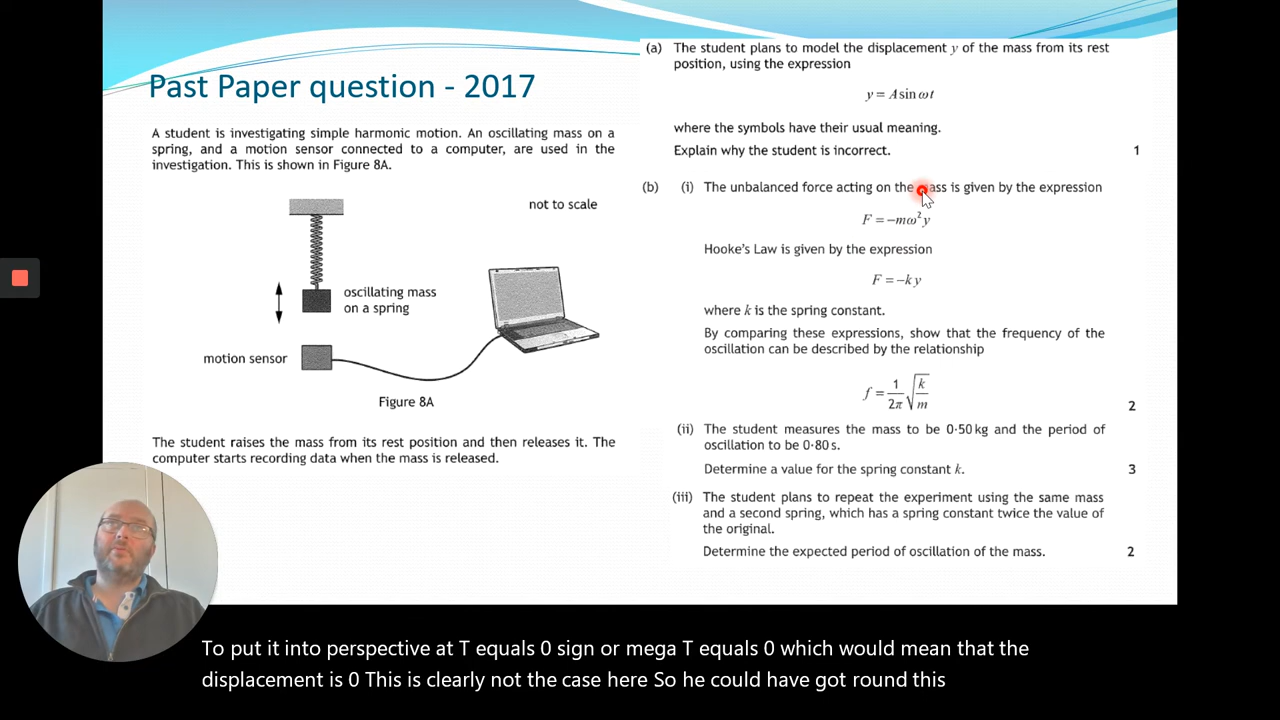 Past Paper question - 2017
A student is investigating simple harmonic motion. An oscillating mass on a
spring, and a motion sensor connected to a computer, are used in the
investigation. This is shown in Figure 8A.
not to scale
oscillating mass
on a spring
motion sensor
Figure 8A
The student raises the mass from its rest position and then releases it. The
computer starts recording data when the mass is released.
(a) The student plans to model the displacement y of the mass from its rest
position, using the expression
y = A sin ωt
where the symbols have their usual meaning.
Explain why the student is incorrect. 1
(b) (i) The unbalanced force acting on the mass is given by the expression
F = −mω²y
Hooke's Law is given by the expression
F = −ky
where k is the spring constant.
By comparing these expressions, show that the frequency of the
oscillation can be described by the relationship
f = 1/2π √(k/m)
2
(ii) The student measures the mass to be 0·50 kg and the period of
oscillation to be 0·80 s.
Determine a value for the spring constant k. 3
(iii) The student plans to repeat the experiment using the same mass
and a second spring, which has a spring constant twice the value of
the original.
Determine the expected period of oscillation of the mass. 2
To put it into perspective at T equals 0 sign or mega T equals 0 which would mean that the
displacement is 0 This is clearly not the case here So he could have got round this